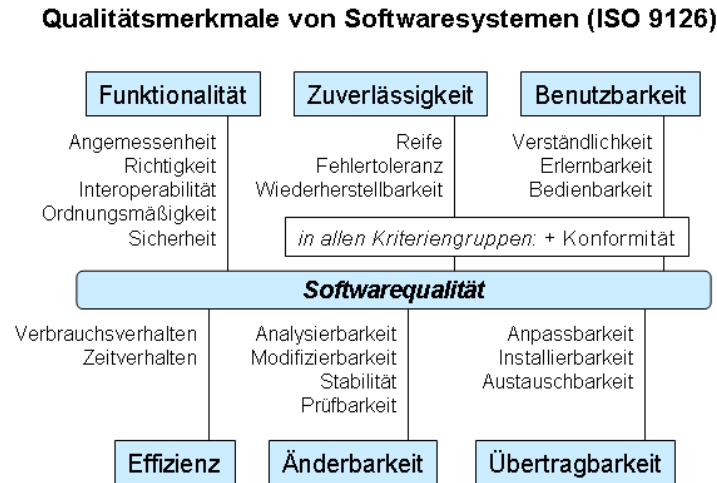 Qualitätsmerkmale von Softwaresystemen (ISO 9126)
Funktionalität
Angemessenheit
Richtigkeit
Interoperabilität
Ordnungsmäßigkeit
Sicherheit
Zuverlässigkeit
Reife
Fehlertoleranz
Wiederherstellbarkeit
Benutzbarkeit
Verständlichkeit
Erlernbarkeit
Bedienbarkeit
in allen Kriteriengruppen: + Konformität
Softwarequalität
Verbrauchsverhalten
Zeitverhalten
Effizienz
Analysierbarkeit
Modifizierbarkeit
Stabilität
Prüfbarkeit
Änderbarkeit
Anpassbarkeit
Installierbarkeit
Austauschbarkeit
Übertragbarkeit